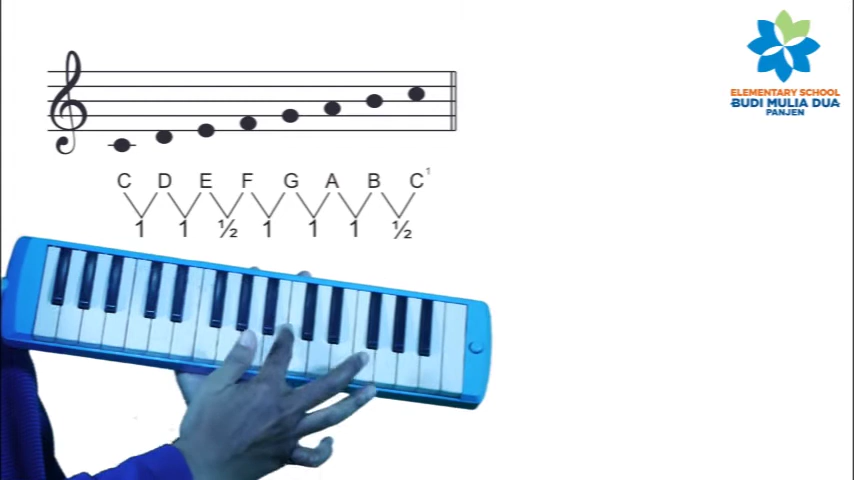 ELEMENTARY SCHOOL
BUDI MULIA DUA
PANJEN
C D E F G A B C¹
1 1 ½ 1 1 1 ½